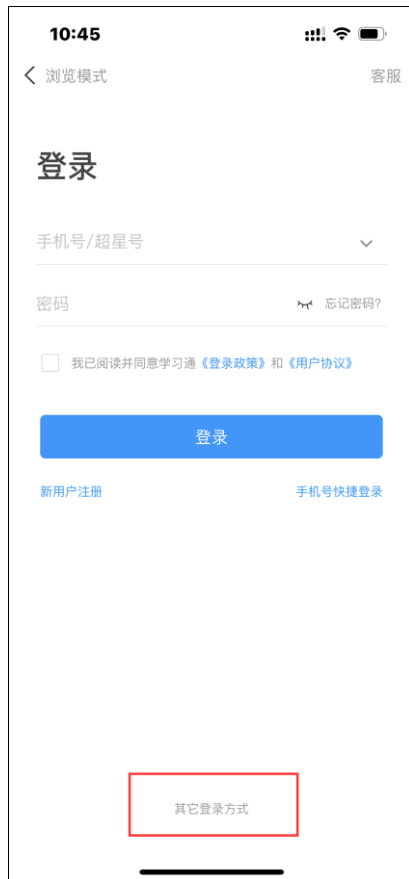 10:45
浏览模式 客服
登录
手机号/超星号
密码 忘记密码?
我已阅读并同意学习通《登录政策》和《用户协议》
登录
新用户注册 手机号快捷登录
其它登录方式